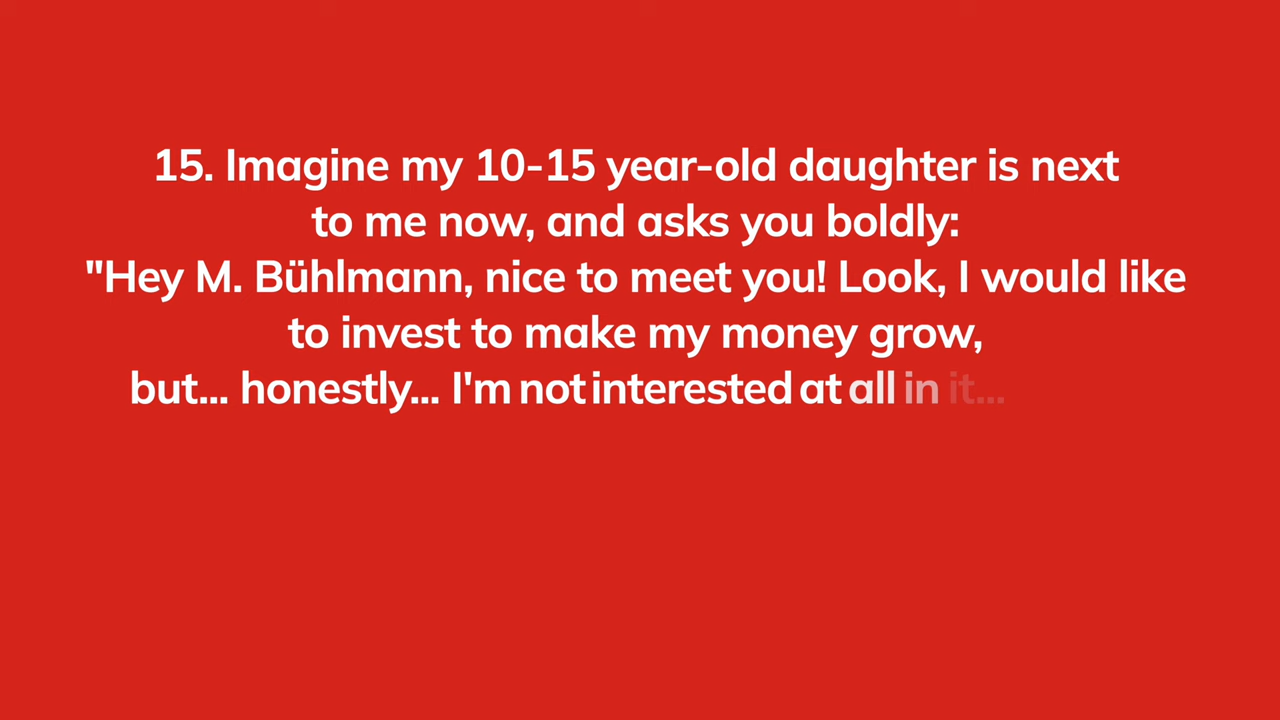 15. Imagine my 10-15 year-old daughter is next
to me now, and asks you boldly:
"Hey M. Bühlmann, nice to meet you! Look, I would like
to invest to make my money grow,
but... honestly... I'm not interested at all in it...